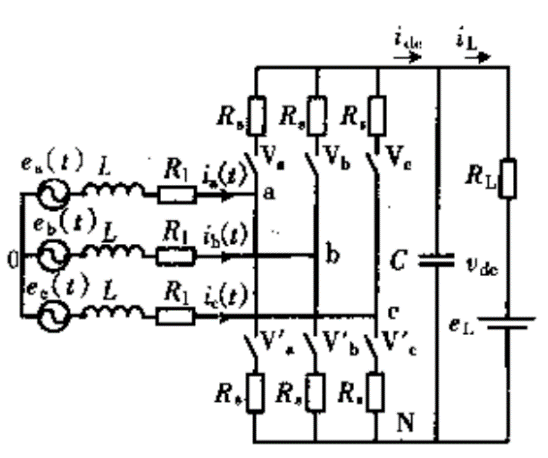 i_dc i_L
R_s R_s R_s
V_a V_b V_c
e_a(t) L R_1 i_a(t) a R_L
e_b(t) L R_1 i_b(t) b
0 C v_dc
e_c(t) L R_1 i_c(t) c e_L
V'_a V'_b V'_c
R_s R_s R_s
N